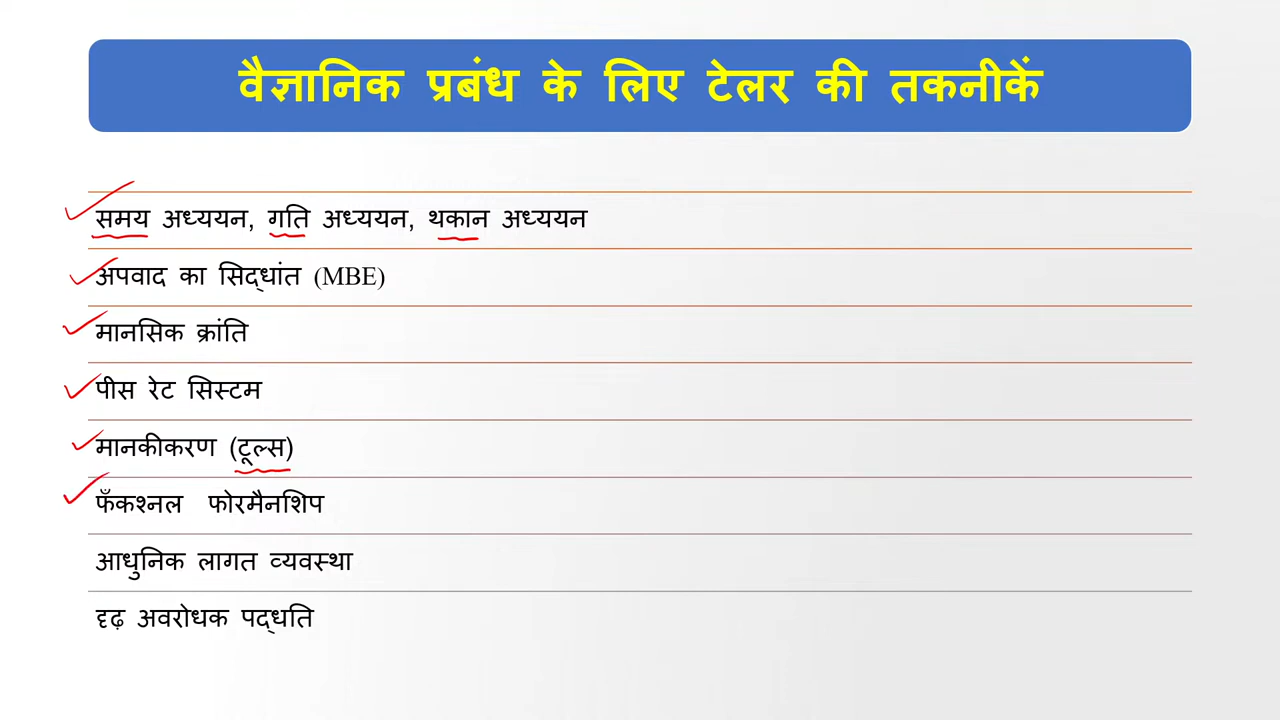 वैज्ञानिक प्रबंध के लिए टेलर की तकनीकें
समय अध्ययन, गति अध्ययन, थकान अध्ययन
अपवाद का सिद्धांत (MBE)
मानसिक क्रांति
पीस रेट सिस्टम
मानकीकरण (टूल्स)
फँकश्नल फोरमैनशिप
आधुनिक लागत व्यवस्था
दृढ़ अवरोधक पद्धति